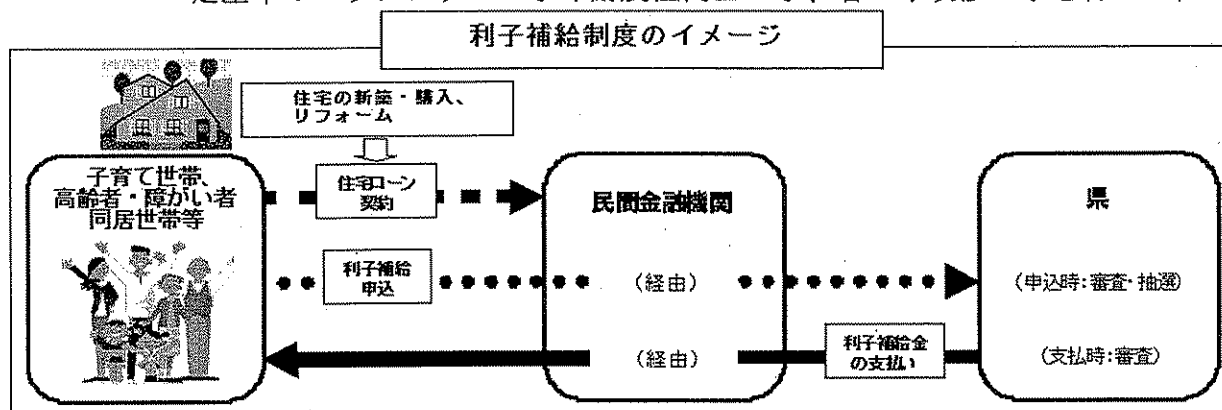 利子補給制度のイメージ
住宅の新築・購入、
リフォーム
子育て世帯、
高齢者・障がい者
同居世帯等
住宅ローン
契約
民間金融機関
県
利子補給
申込
(経由)
(申込時:審査・抽選)
(経由)
利子補給金
の支払い
(支払時:審査)